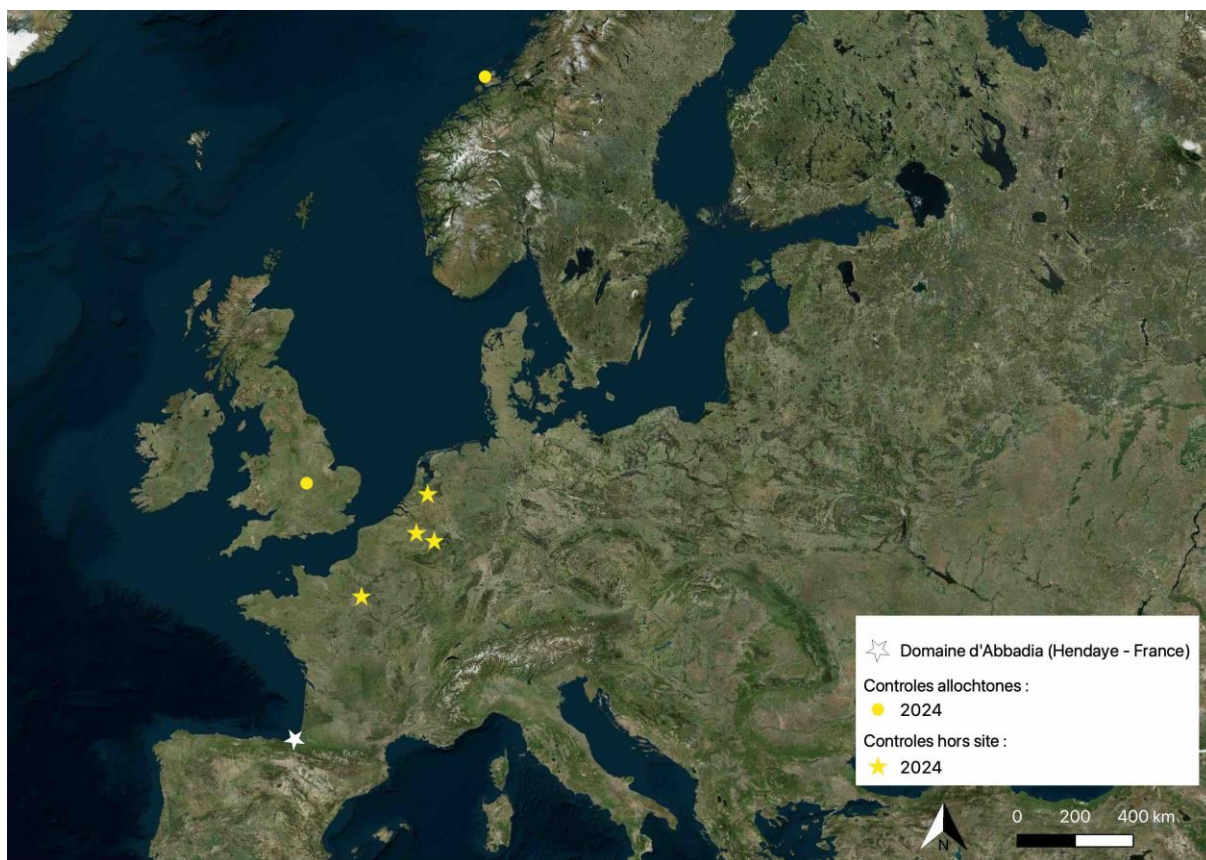 Domaine d'Abbadia (Hendaye - France)
Controles allochtones :
2024
Controles hors site :
2024
0 200 400 km
N